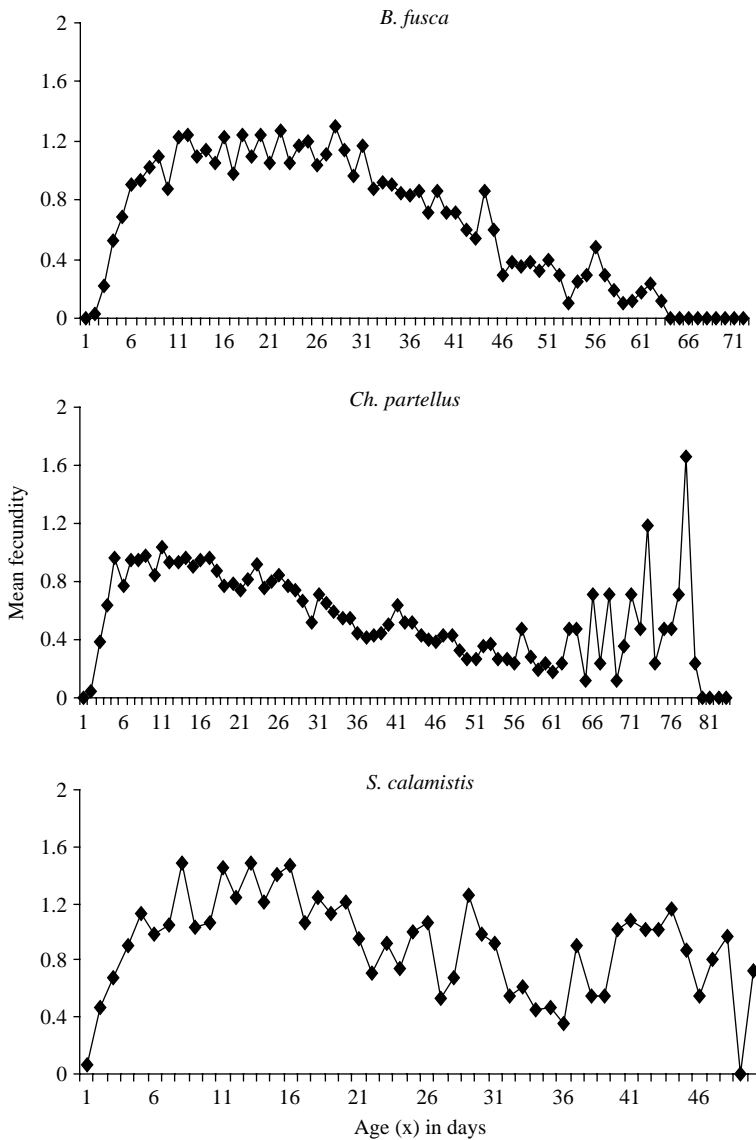 B. fusca
2
1.6
1.2
0.8
0.4
0
1 6 11 16 21 26 31 36 41 46 51 56 61 66 71
Ch. partellus
2
1.6
1.2
0.8
0.4
0
1 6 11 16 21 26 31 36 41 46 51 56 61 66 71 76 81
Mean fecundity
S. calamistis
2
1.6
1.2
0.8
0.4
0
1 6 11 16 21 26 31 36 41 46
Age (x) in days